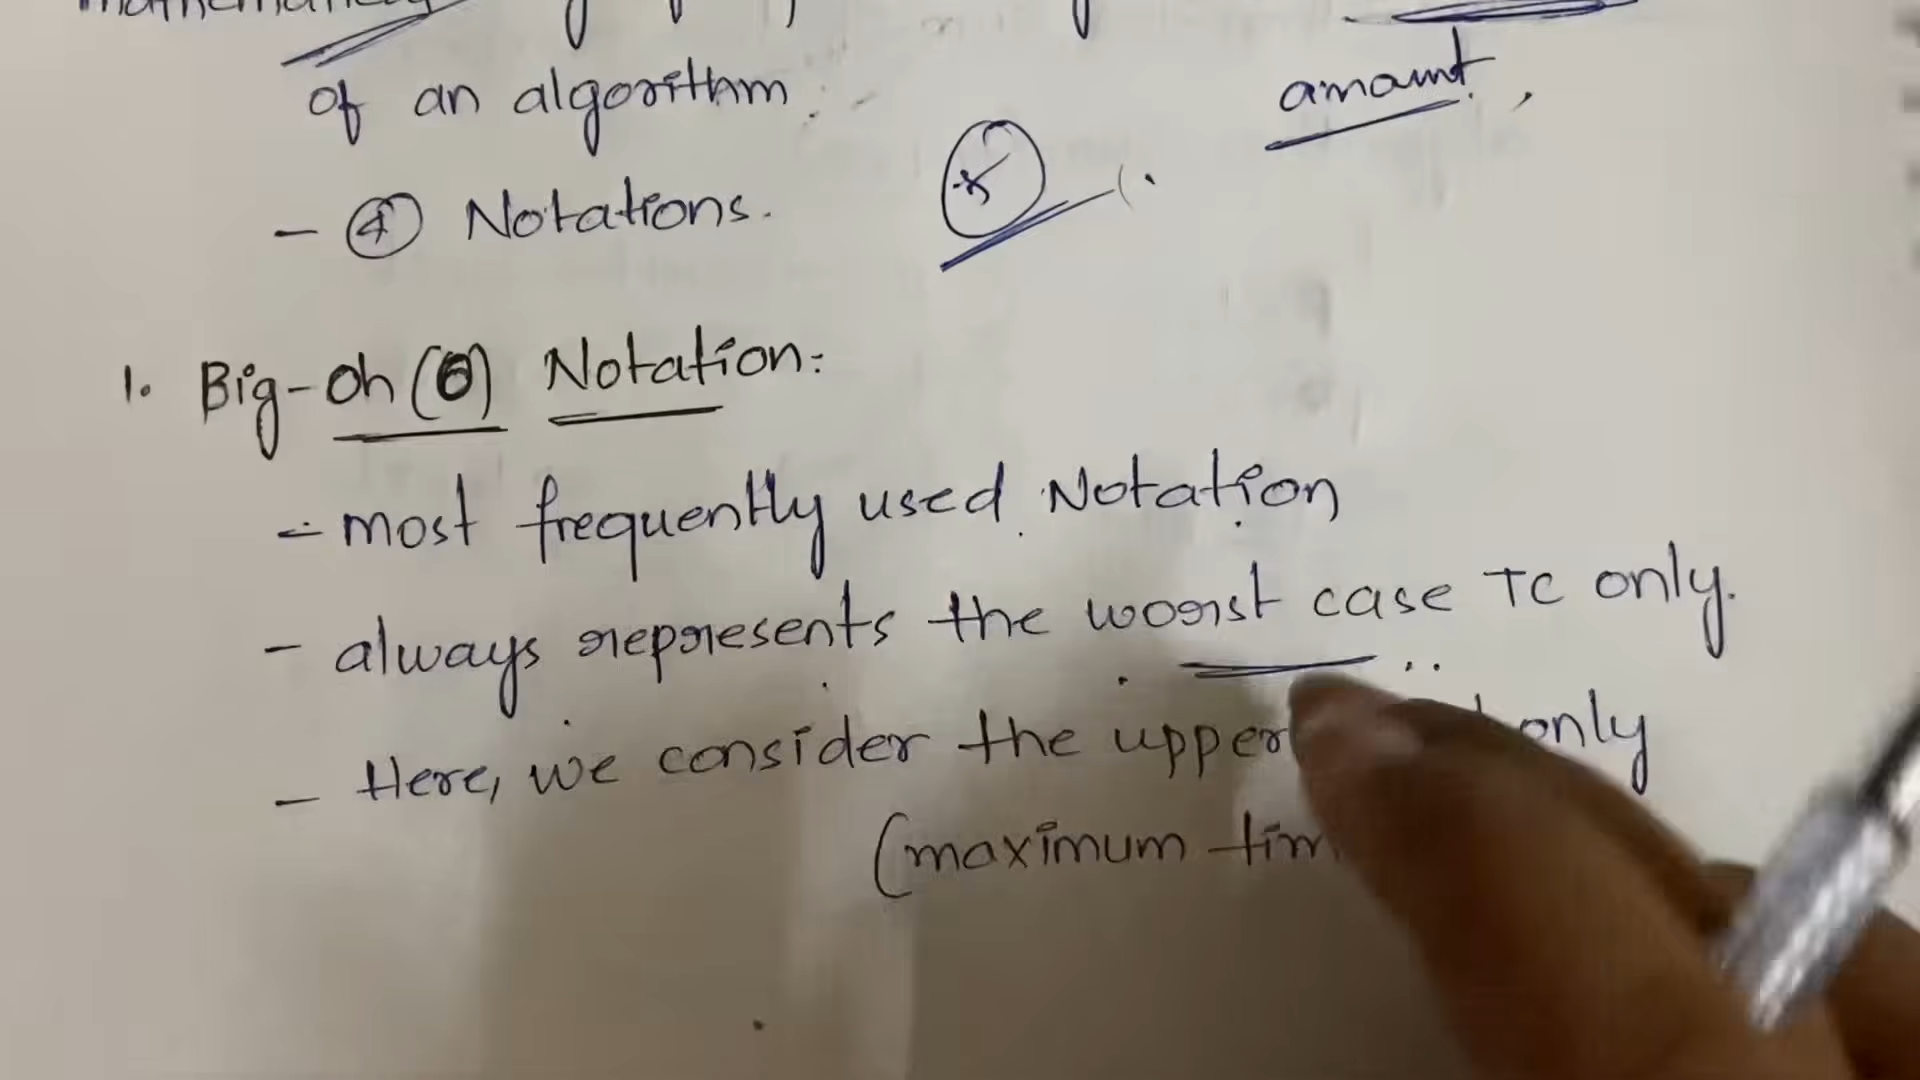 of an algorithm
amount
- 4 Notations.
1. Big-oh (O) Notation:
- most frequently used Notation
- always represents the worst case TC only.
- Here, we consider the upper only
(maximum tim